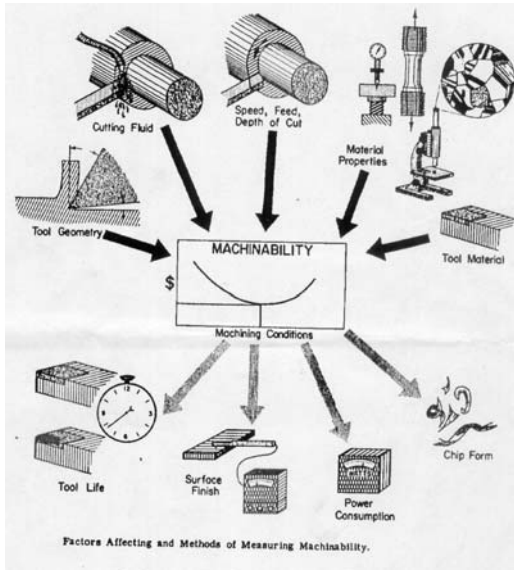 Cutting Fluid
Speed, Feed,
Depth of Cut
Material
Properties
Tool Geometry
Tool Material
MACHINABILITY
$
Machining Conditions
Tool Life
Surface
Finish
Power
Consumption
Chip Form
Factors Affecting and Methods of Measuring Machinability.